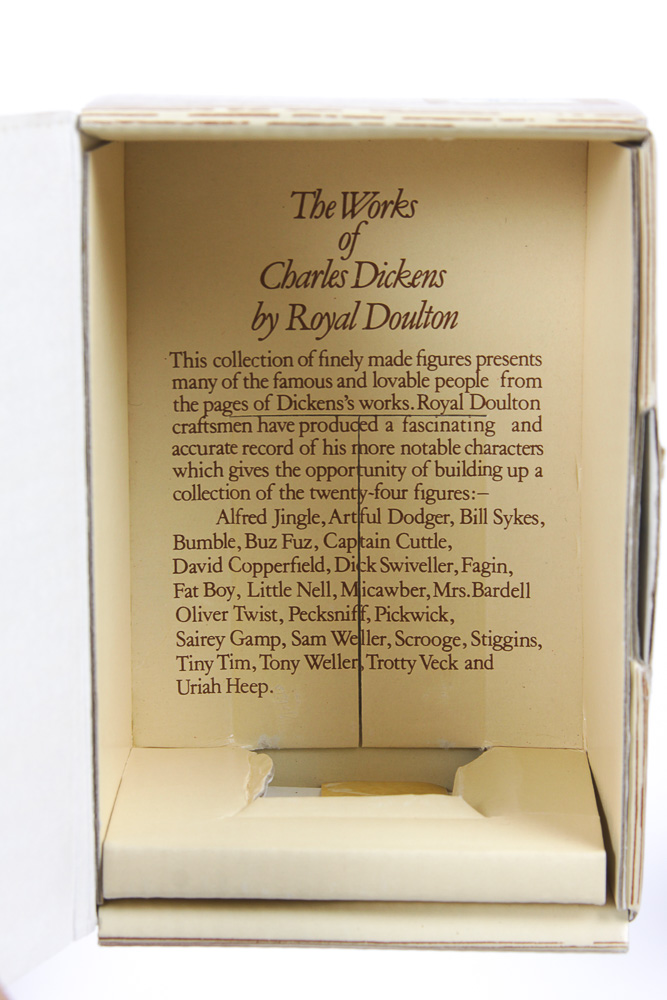 The Works
of
Charles Dickens
by Royal Doulton
This collection of finely made figures presents
many of the famous and lovable people from
the pages of Dickens's works. Royal Doulton
craftsmen have produced a fascinating and
accurate record of his more notable characters
which gives the opportunity of building up a
collection of the twenty-four figures:—
Alfred Jingle, Artful Dodger, Bill Sykes,
Bumble, Buz Fuz, Captain Cuttle,
David Copperfield, Dick Swiveller, Fagin,
Fat Boy, Little Nell, Micawber, Mrs. Bardell
Oliver Twist, Pecksniff, Pickwick,
Sairey Gamp, Sam Weller, Scrooge, Stiggins,
Tiny Tim, Tony Weller, Trotty Veck and
Uriah Heep.